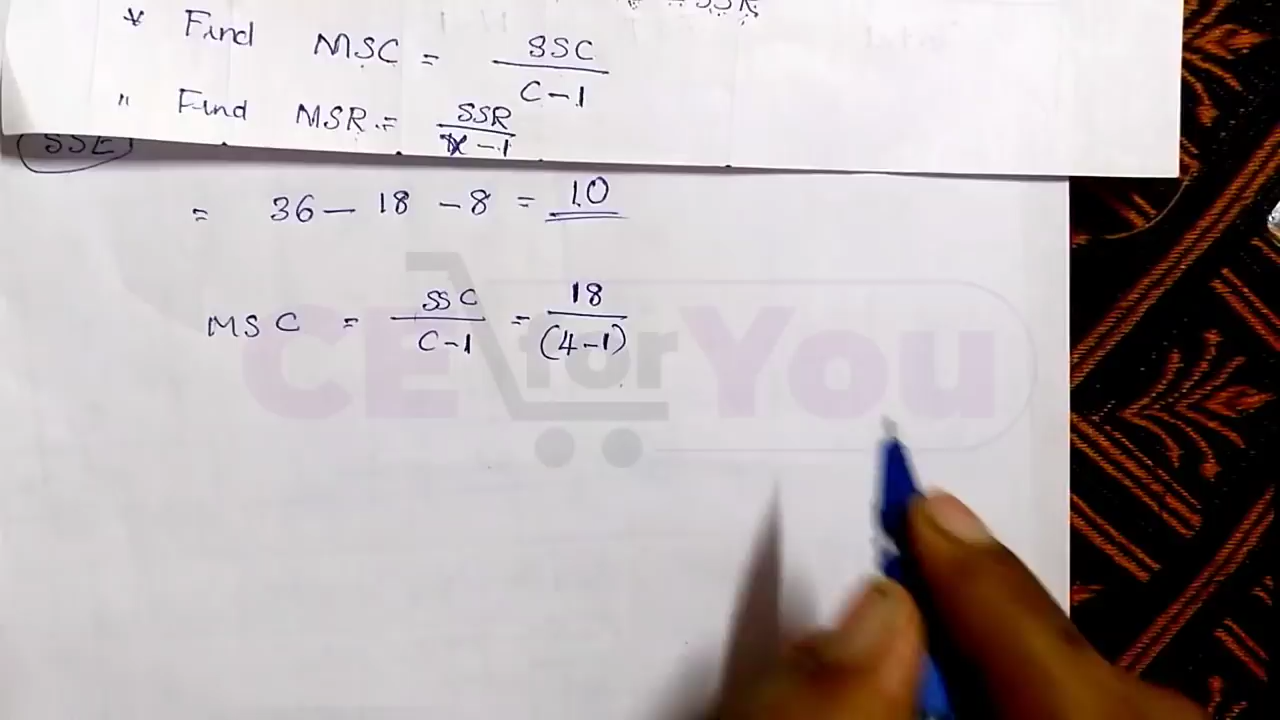 * Find MSC = SSC / C-1
" Find MSR = SSR / r-1
SSE
= 36 - 18 - 8 = 10
MSC = SSC / C-1 = 18 / (4-1)
CE for You